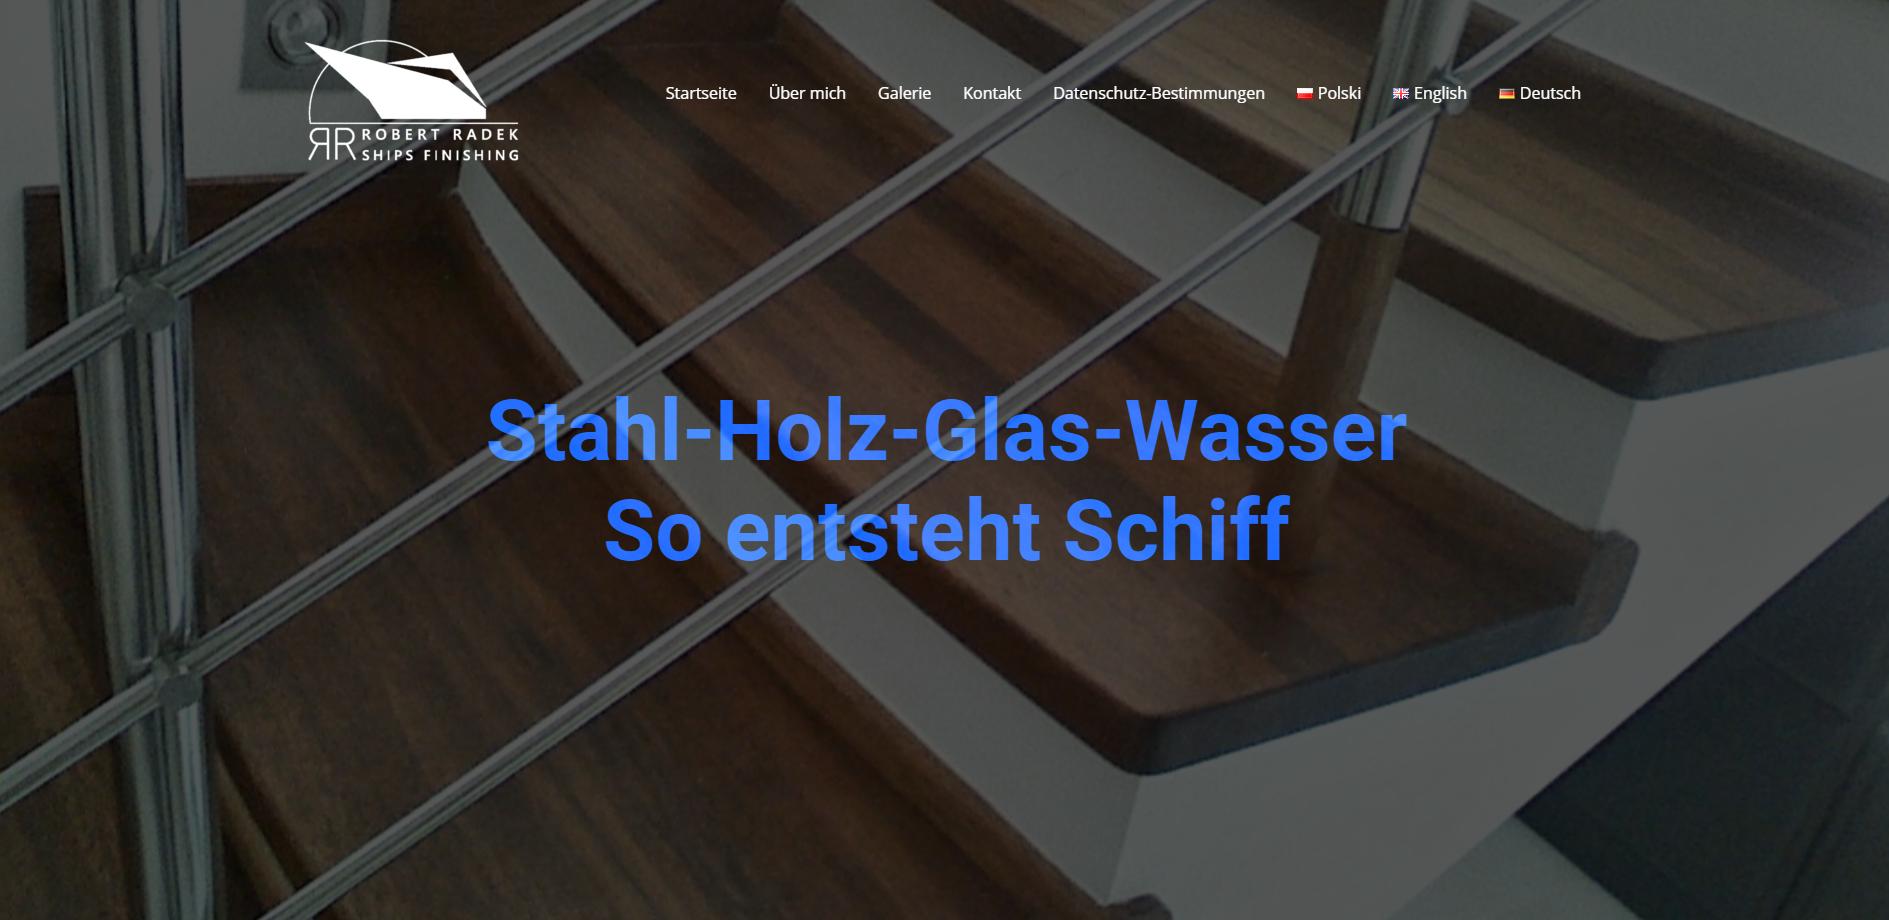 ROBERT RADEK
SHIPS FINISHING
Startseite Über mich Galerie Kontakt Datenschutz-Bestimmungen Polski English Deutsch
Stahl-Holz-Glas-Wasser
So entsteht Schiff